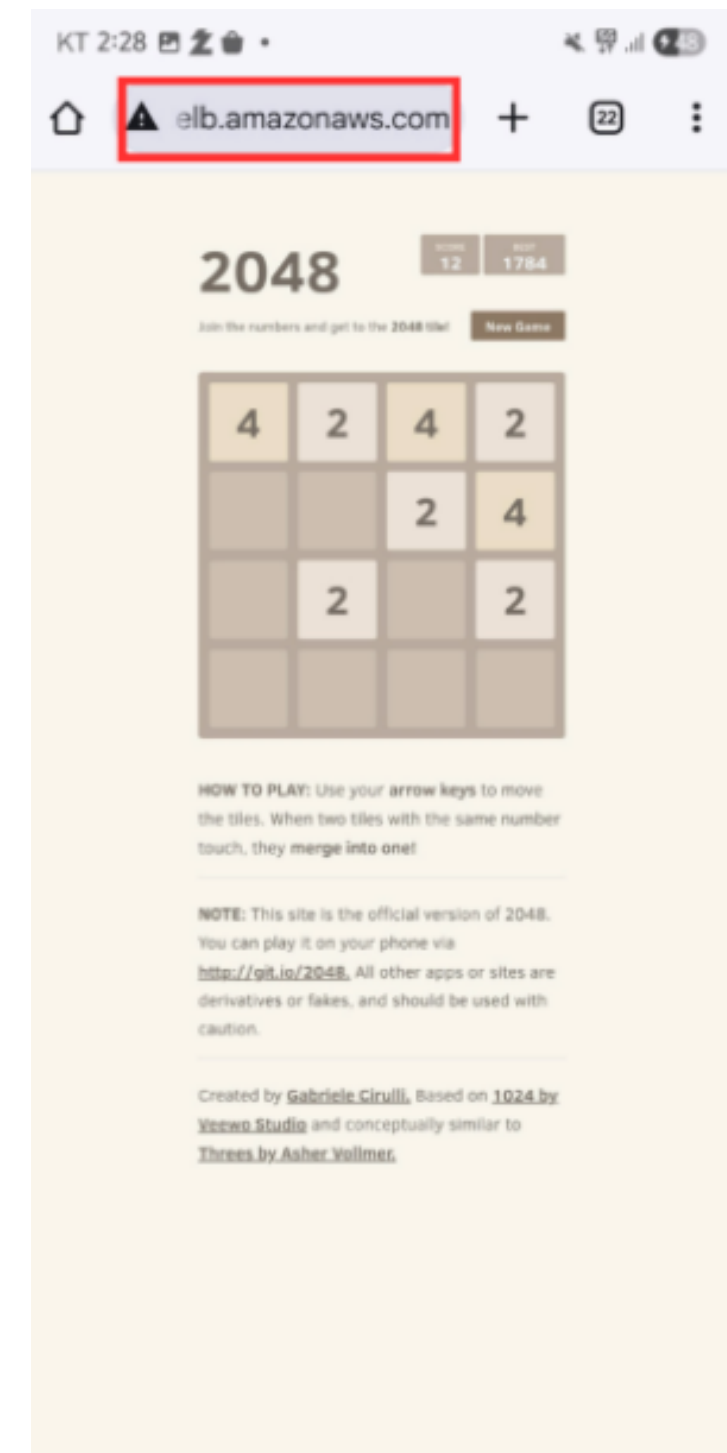 KT 2:28
22
48
elb.amazonaws.com
2048
SCORE
12
BEST
1784
Join the numbers and get to the 2048 tile!
New Game
4 2 4 2
2 4
2 2
HOW TO PLAY: Use your arrow keys to move
the tiles. When two tiles with the same number
touch, they merge into one!
NOTE: This site is the official version of 2048.
You can play it on your phone via
http://git.io/2048. All other apps or sites are
derivatives or fakes, and should be used with
caution.
Created by Gabriele Cirulli. Based on 1024 by
Veewo Studio and conceptually similar to
Threes by Asher Vollmer.